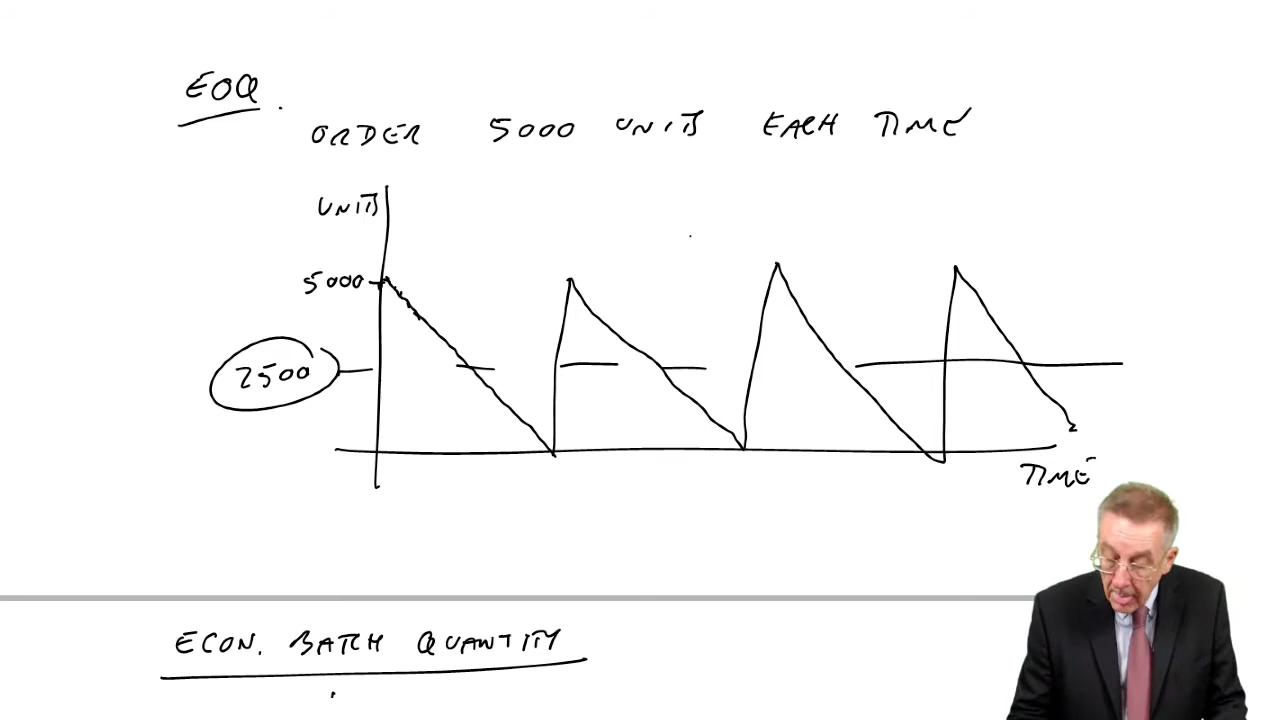 EOQ.
ORDER 5000 UNITS EACH TIME
UNITS
5000
2500
TIME
ECON. BATCH QUANTITY